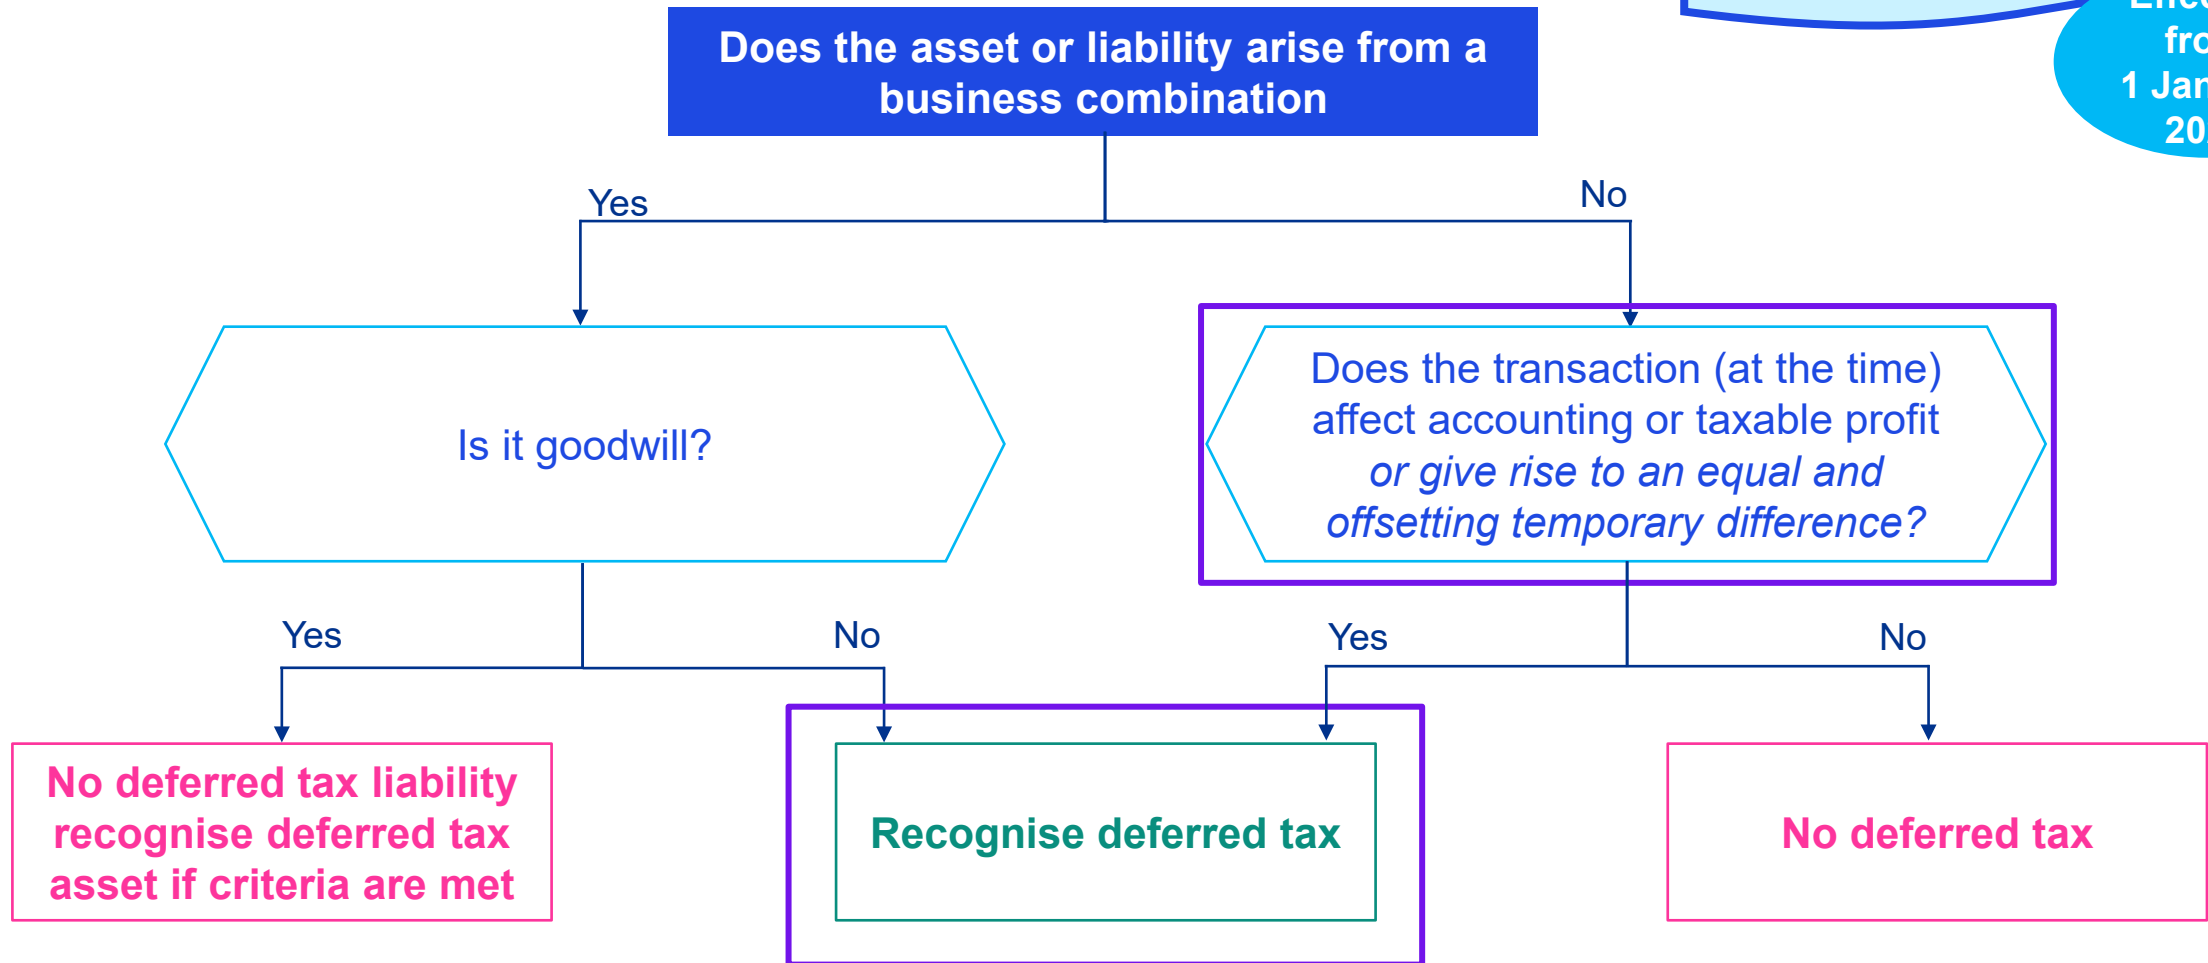 Does the asset or liability arise from a
business combination
1
Yes
No
Is it goodwill?
Does the transaction (at the time)
affect accounting or taxable profit
or give rise to an equal and
offsetting temporary difference?
Yes
No
Yes
No
No deferred tax liability
recognise deferred tax
asset if criteria are met
Recognise deferred tax
No deferred tax